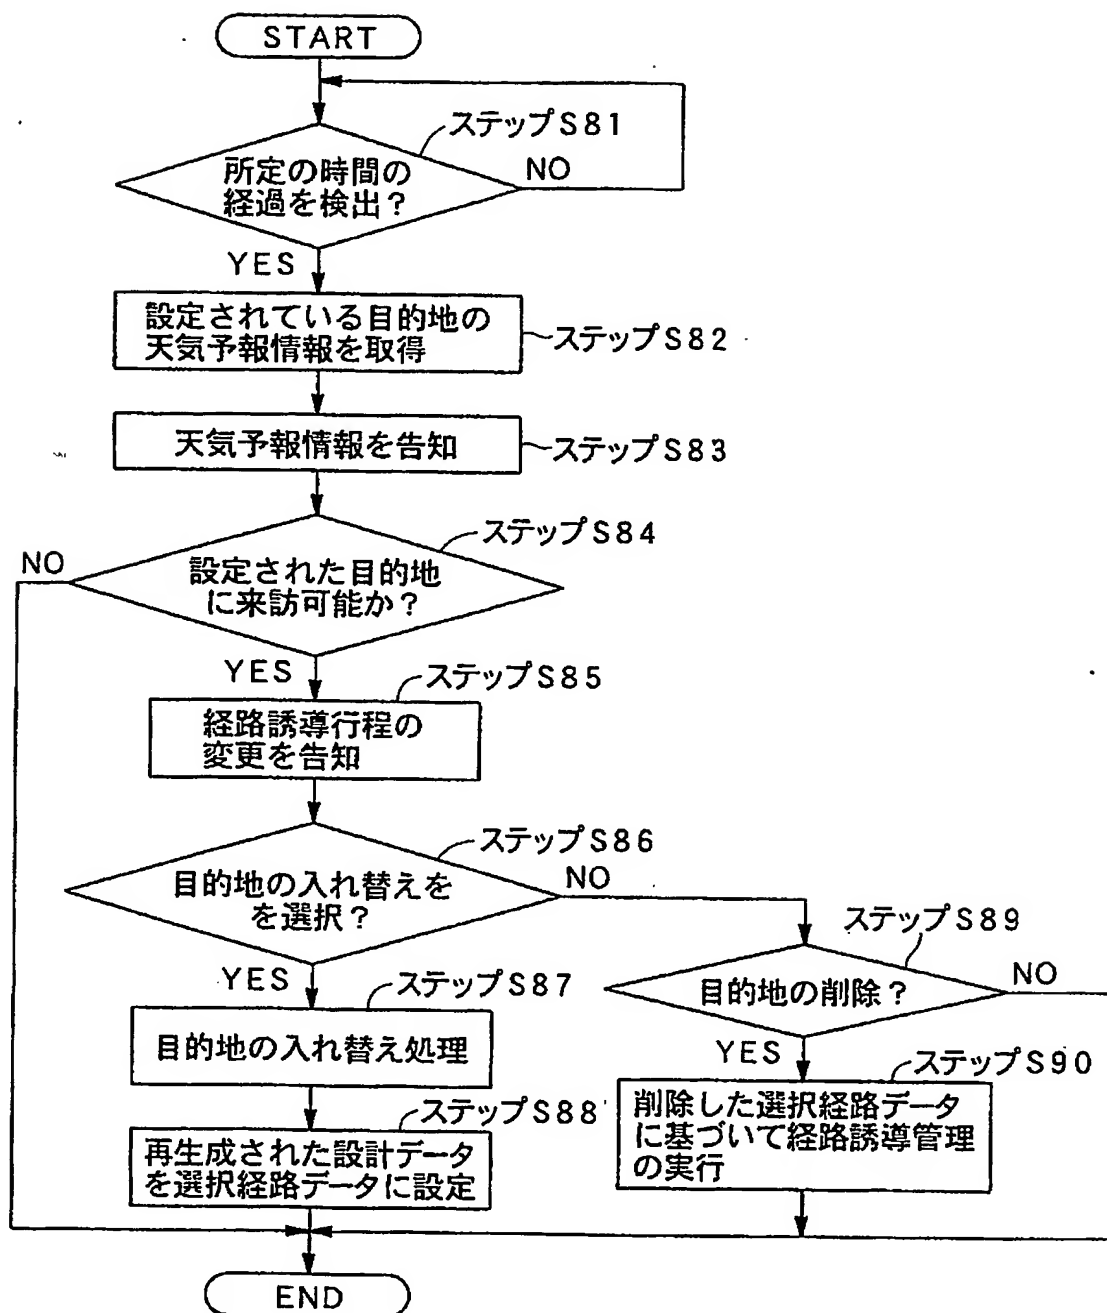 START
ステップS81
所定の時間の
経過を検出？
NO
YES
設定されている目的地の
天気予報情報を取得
ステップS82
天気予報情報を告知
ステップS83
ステップS84
NO
設定された目的地
に来訪可能か？
YES
ステップS85
経路誘導行程の
変更を告知
ステップS86
目的地の入れ替えを
を選択？
NO
YES
ステップS87
目的地の入れ替え処理
ステップS88
再生成された設計データ
を選択経路データに設定
ステップS89
目的地の削除？
NO
YES
ステップS90
削除した選択経路データ
に基づいて経路誘導管理
の実行
END